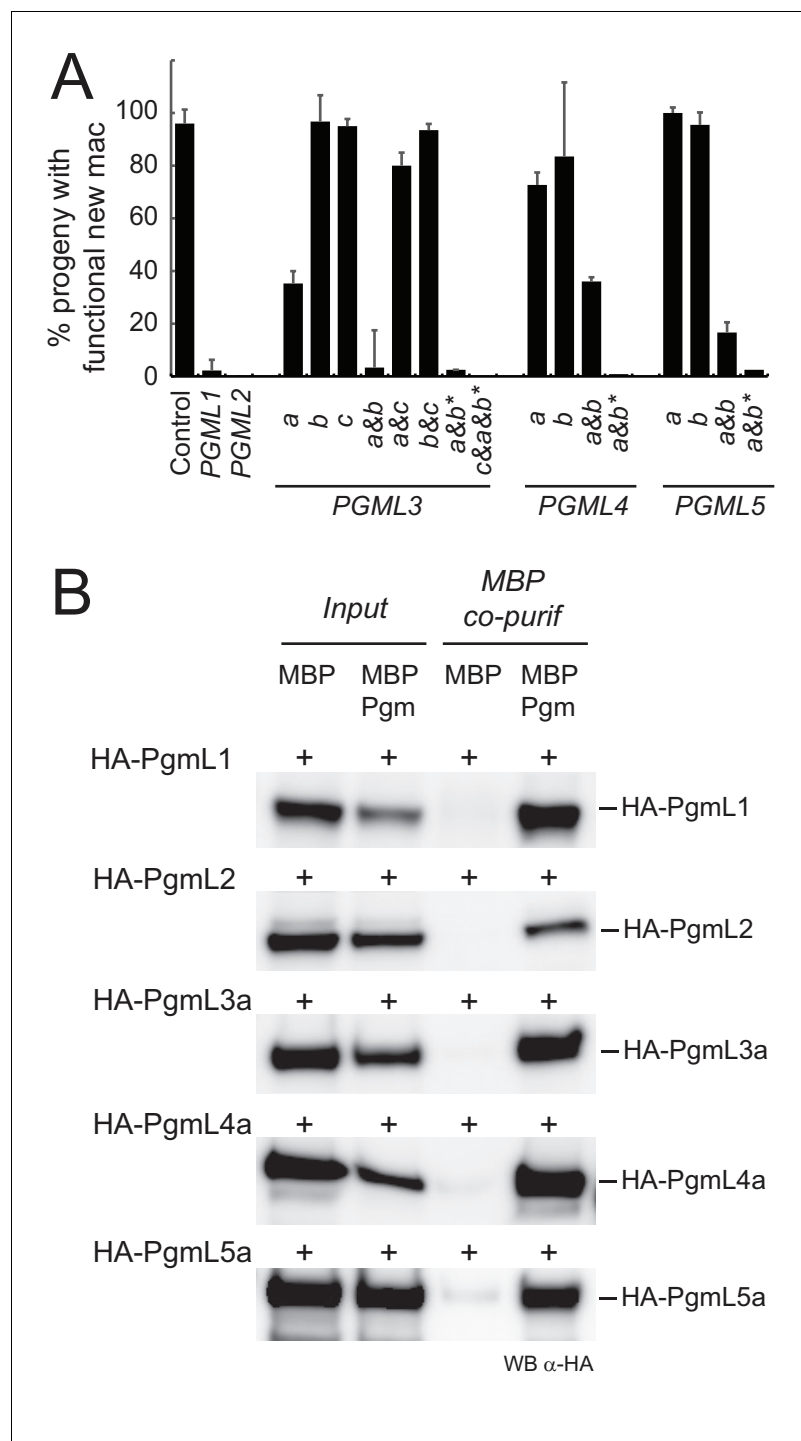 A
% progeny with
functional new mac
100
80
60
40
20
0
Control
PGML1
PGML2
a
b
c
a&b
a&c
b&c
a&b*
c&a&b*
a
b
a&b
a&b*
a
b
a&b
a&b*
PGML3
PGML4
PGML5
B
Input
MBP
co-purif
MBP
MBP
Pgm
MBP
MBP
Pgm
HA-PgmL1 + + + +
HA-PgmL1
HA-PgmL2 + + + +
HA-PgmL2
HA-PgmL3a + + + +
HA-PgmL3a
HA-PgmL4a + + + +
HA-PgmL4a
HA-PgmL5a + + + +
HA-PgmL5a
WB α-HA